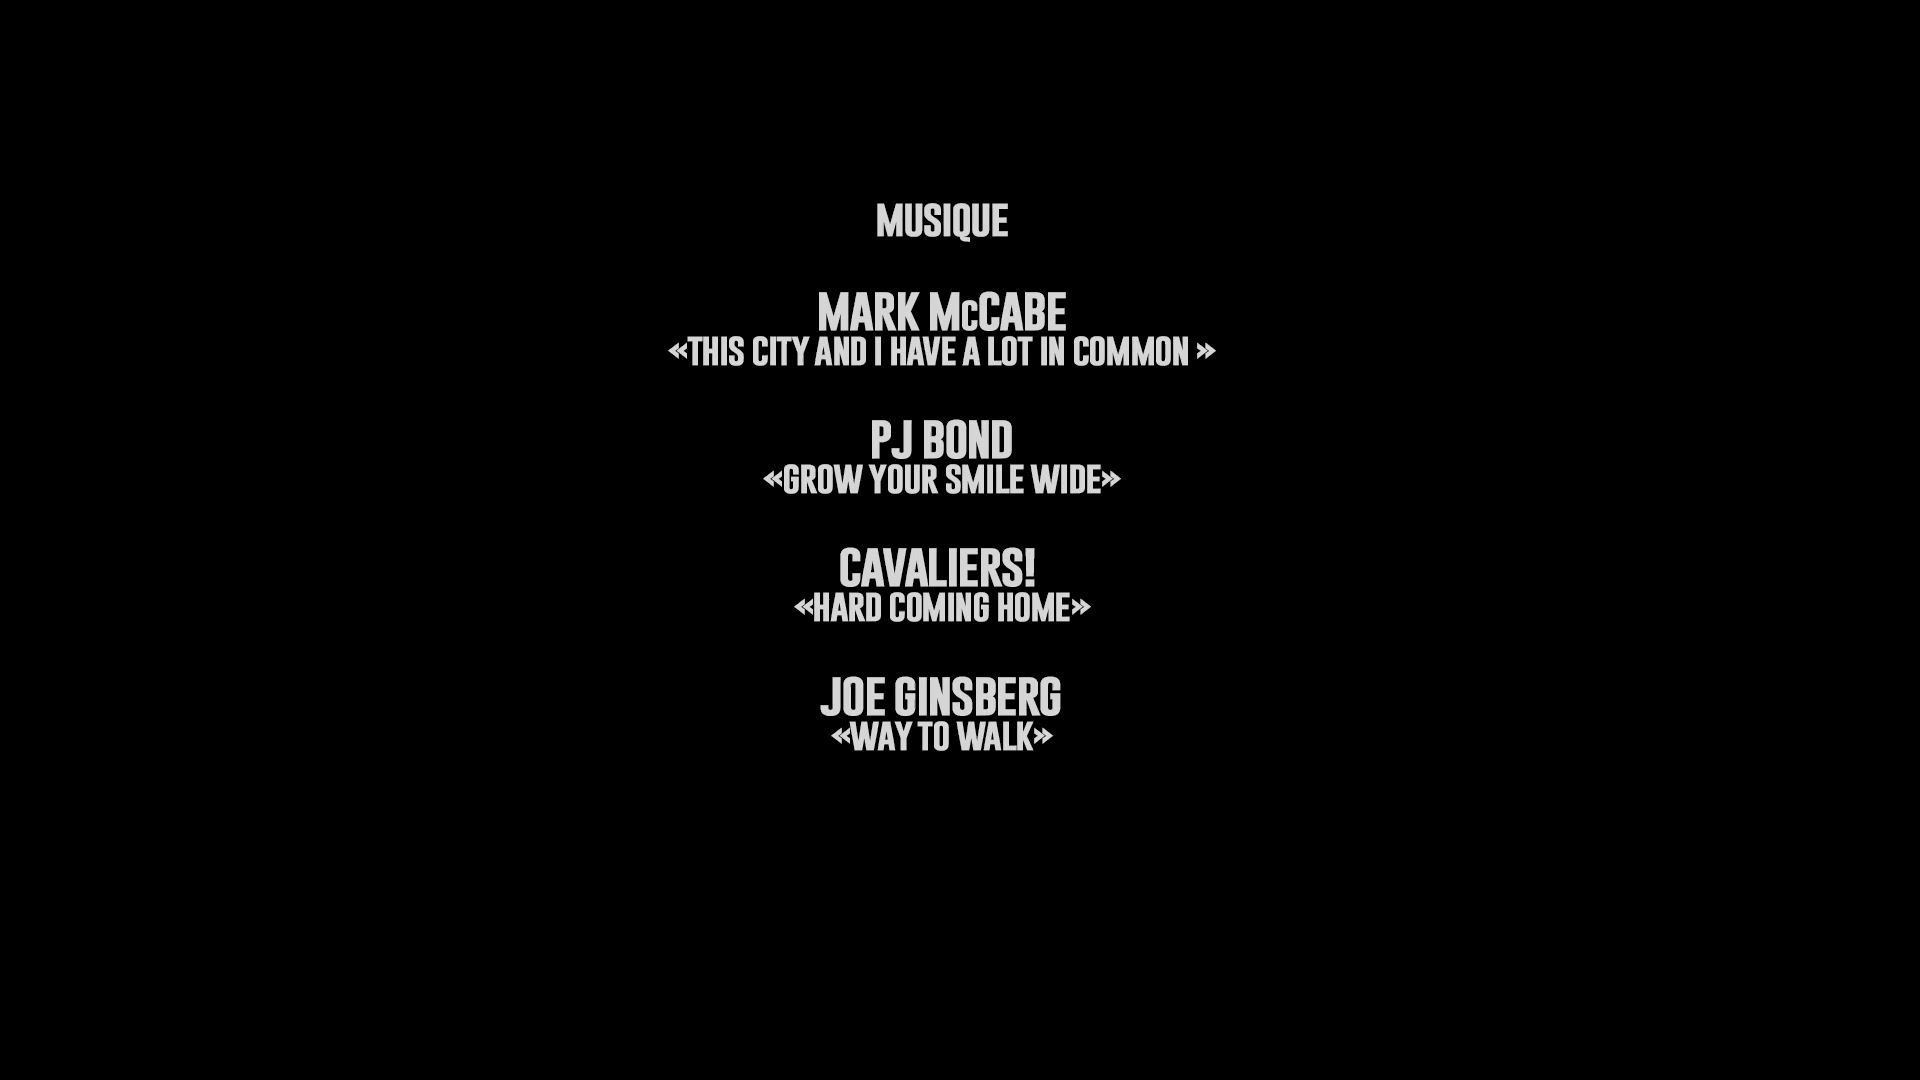 MUSIQUE
MARK McCABE
«THIS CITY AND I HAVE A LOT IN COMMON »
PJ BOND
«GROW YOUR SMILE WIDE»
CAVALIERS!
«HARD COMING HOME»
JOE GINSBERG
«WAY TO WALK»